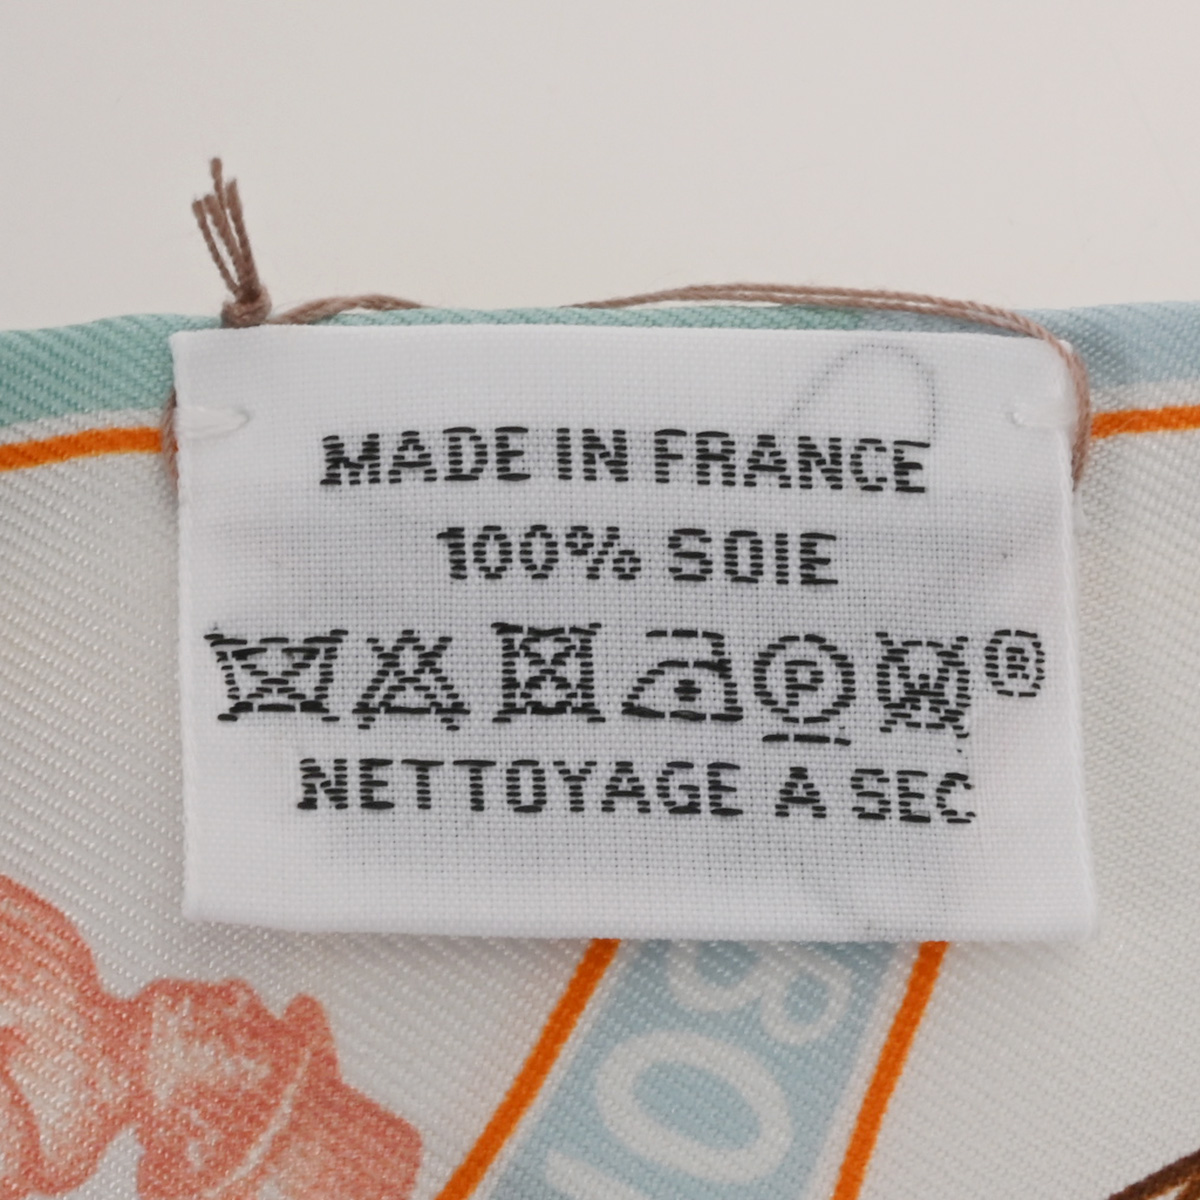 MADE IN FRANCE
100% SOIE
P W ®
NETTOYAGE A SEC